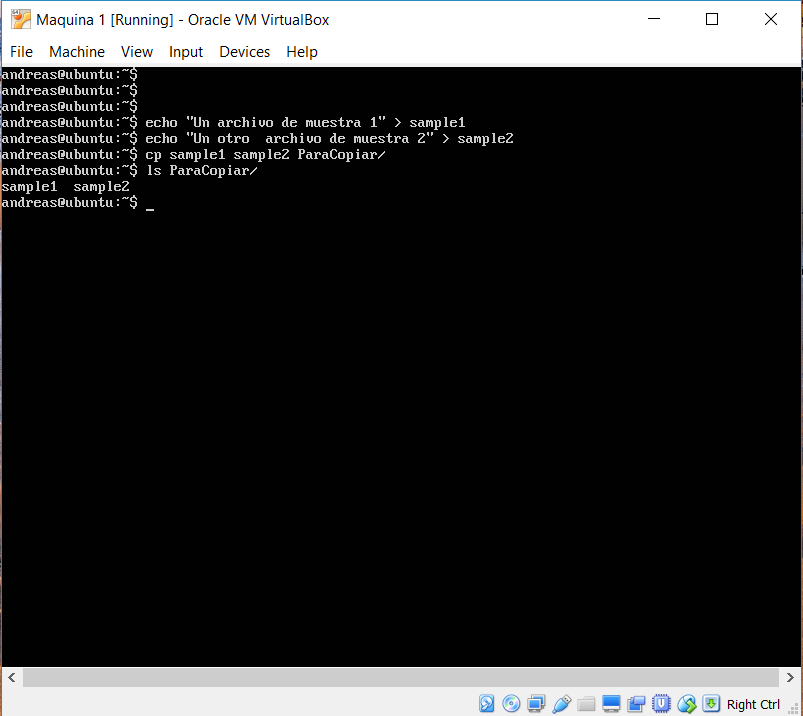 Maquina 1 [Running] - Oracle VM VirtualBox
File Machine View Input Devices Help
andreas@ubuntu:~$
andreas@ubuntu:~$
andreas@ubuntu:~$
andreas@ubuntu:~$ echo "Un archivo de muestra 1" > sample1
andreas@ubuntu:~$ echo "Un otro  archivo de muestra 2" > sample2
andreas@ubuntu:~$ cp sample1 sample2 ParaCopiar/
andreas@ubuntu:~$ ls ParaCopiar/
sample1  sample2
andreas@ubuntu:~$ _
Right Ctrl